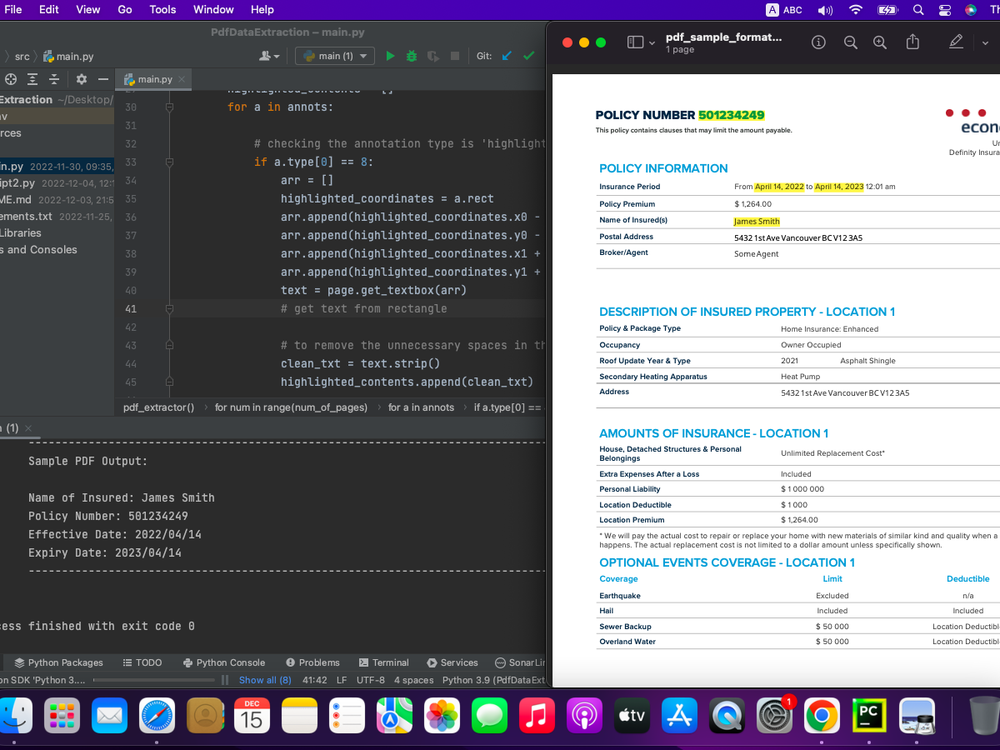 File Edit View Go Tools Window Help
A ABC
PdfDataExtraction – main.py
src main.py
main (1)
Git:
Extraction ~/Desktop/
main.py
2022-11-30, 09:35,
2022-12-04, 12:1
2022-12-03, 21:5
2022-11-25,
Libraries
s and Consoles
30 for a in annots:
31
32 # checking the annotation type is 'highlight
33 if a.type[0] == 8:
34 arr = []
35 highlighted_coordinates = a.rect
36 arr.append(highlighted_coordinates.x0 -
37 arr.append(highlighted_coordinates.y0 -
38 arr.append(highlighted_coordinates.x1 +
39 arr.append(highlighted_coordinates.y1 +
40 text = page.get_textbox(arr)
41 # get text from rectangle
42
43 # to remove the unnecessary spaces in th
44 clean_txt = text.strip()
45 highlighted_contents.append(clean_txt)
pdf_extractor() for num in range(num_of_pages) for a in annots if a.type[0] ==
(1)
Sample PDF Output:
Name of Insured: James Smith
Policy Number: 501234249
Effective Date: 2022/04/14
Expiry Date: 2023/04/14
cess finished with exit code 0
Python Packages TODO Python Console Problems Terminal Services SonarLin
on SDK 'Python 3.... Show all (8) 41:42 LF UTF-8 4 spaces Python 3.9 (PdfDataExt
pdf_sample_format...
1 page
POLICY NUMBER 501234249
This policy contains clauses that may limit the amount payable.
econ
Definity Insura
POLICY INFORMATION
Insurance Period From April 14, 2022 to April 14, 2023 12:01 am
Policy Premium $ 1,264.00
Name of Insured(s) James Smith
Postal Address 5432 1st Ave Vancouver BC V12 3A5
Broker/Agent Some Agent
DESCRIPTION OF INSURED PROPERTY - LOCATION 1
Policy & Package Type Home Insurance: Enhanced
Occupancy Owner Occupied
Roof Update Year & Type 2021 Asphalt Shingle
Secondary Heating Apparatus Heat Pump
Address 5432 1st Ave Vancouver BC V12 3A5
AMOUNTS OF INSURANCE - LOCATION 1
House, Detached Structures & Personal
Belongings
Unlimited Replacement Cost*
Extra Expenses After a Loss Included
Personal Liability $ 1 000 000
Location Deductible $ 1 000
Location Premium $ 1,264.00
* We will pay the actual cost to repair or replace your home with new materials of similar kind and quality when a
happens. The actual replacement cost is not limited to a dollar amount unless specifically shown.
OPTIONAL EVENTS COVERAGE - LOCATION 1
Coverage Limit Deductible
Earthquake Excluded n/a
Hail Included Included
Sewer Backup $ 50 000 Location Deductibl
Overland Water $ 50 000 Location Deductibl
DEC
15
tv
1
PC